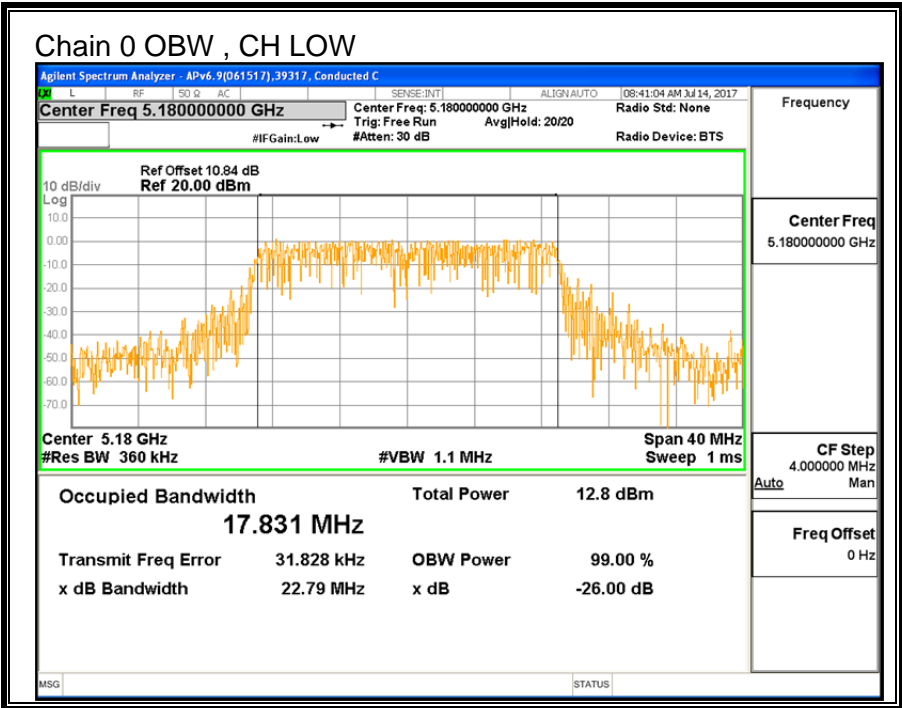 Chain 0 OBW , CH LOW
Agilent Spectrum Analyzer - APv6.9(061517),39317, Conducted C
LXI L RF 50 Ω AC SENSE:INT ALIGNAUTO 08:41:04 AM Jul 14, 2017
Center Freq 5.180000000 GHz
Center Freq: 5.180000000 GHz Radio Std: None
Trig: Free Run Avg|Hold: 20/20
#IFGain:Low #Atten: 30 dB Radio Device: BTS
Frequency
Ref Offset 10.84 dB
10 dB/div Ref 20.00 dBm
Log
10.0
0.00
-10.0
-20.0
-30.0
-40.0
-50.0
-60.0
-70.0
Center 5.18 GHz Span 40 MHz
#Res BW 360 kHz #VBW 1.1 MHz Sweep 1 ms
Center Freq
5.180000000 GHz
CF Step
4.000000 MHz
Auto Man
Freq Offset
0 Hz
Occupied Bandwidth Total Power 12.8 dBm
17.831 MHz
Transmit Freq Error 31.828 kHz OBW Power 99.00 %
x dB Bandwidth 22.79 MHz x dB -26.00 dB
MSG STATUS